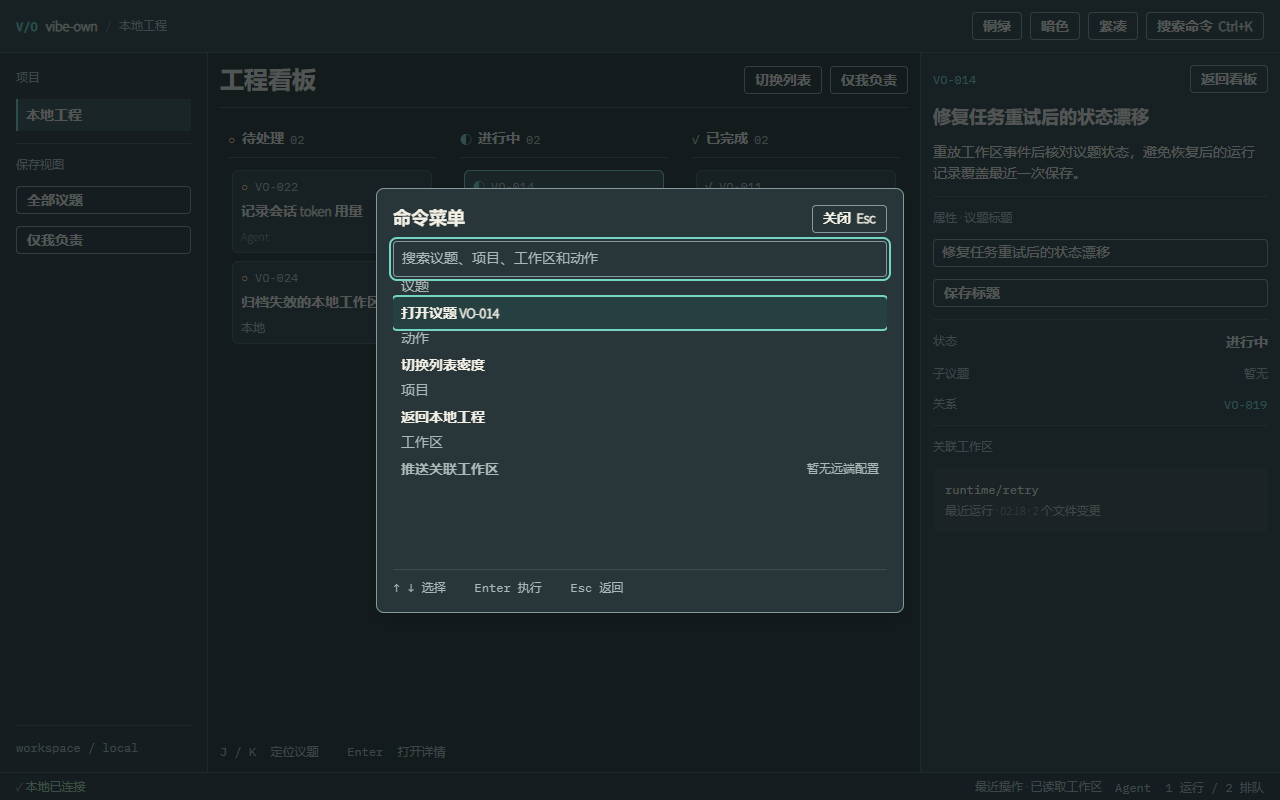 V/O vibe-own / 本地工程
铜绿 暗色 紧凑 搜索命令 Ctrl+K
项目
本地工程
保存视图
全部议题
仅我负责
workspace / local
工程看板
切换列表 仅我负责
○ 待处理 02
○ VO-022
记录会话 token 用量
Agent
○ VO-024
归档失效的本地工作区
本地
进行中 02
VO-014
✓ 已完成 02
✓ VO-011
J / K 定位议题 Enter 打开详情
命令菜单
关闭 Esc
搜索议题、项目、工作区和动作
议题
打开议题 VO-014
动作
切换列表密度
项目
返回本地工程
工作区
推送关联工作区 暂无远端配置
↑ ↓ 选择 Enter 执行 Esc 返回
VO-014
返回看板
修复任务重试后的状态漂移
重放工作区事件后核对议题状态，避免恢复后的运行
记录覆盖最近一次保存。
属性 · 议题标题
修复任务重试后的状态漂移
保存标题
状态 进行中
子议题 暂无
关系 VO-019
关联工作区
runtime/retry
最近运行 · 02:18 · 2 个文件变更
✓ 本地已连接
最近操作 · 已读取工作区 Agent 1 运行 / 2 排队